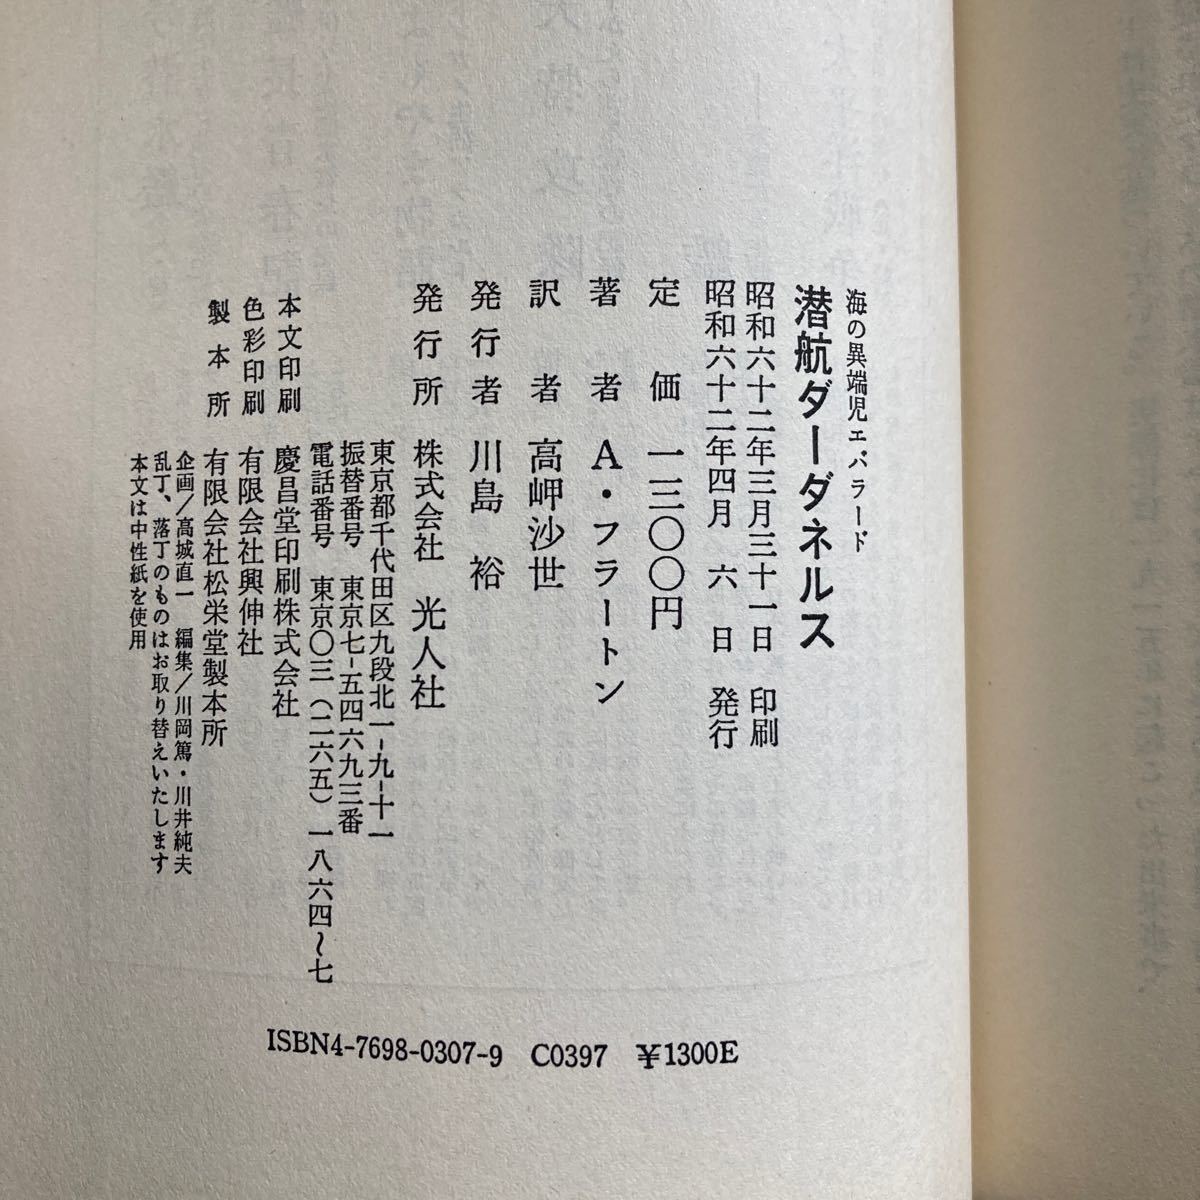 海の異端児エバラード
潜航ダーダネルス
昭和六十二年三月三十一日 印刷
昭和六十二年四月 六 日 発行
定価 一三〇〇円
著者 A・フラートン
訳者 高岬沙世
発行者 川島 裕
発行所 株式会社 光人社
東京都千代田区九段北一-九-十一
振替番号 東京七-五四六九三番
電話番号 東京〇三(二六五)一八六四~七
本文印刷 慶昌堂印刷株式会社
色彩印刷 有限会社興伸社
製本所 有限会社松栄堂製本所
企画/高城直一 編集/川岡篤・川井純夫
乱丁、落丁のものはお取り替えいたします
本文は中性紙を使用
ISBN4-7698-0307-9 C0397 ¥1300E